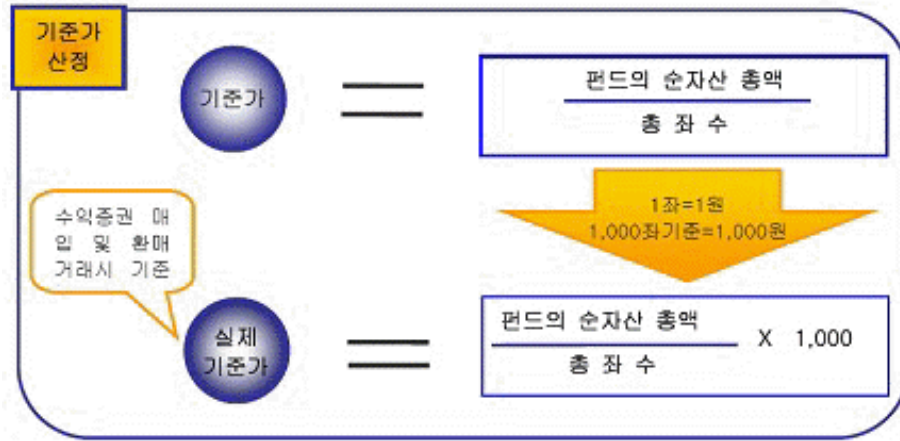 기준가
산정
기준가
펀드의 순자산 총액
총 좌 수
1좌=1원
1,000좌기준=1,000원
수익증권 매
입 및 환매
거래시 기준
실제
기준가
펀드의 순자산 총액
총 좌 수
X 1,000